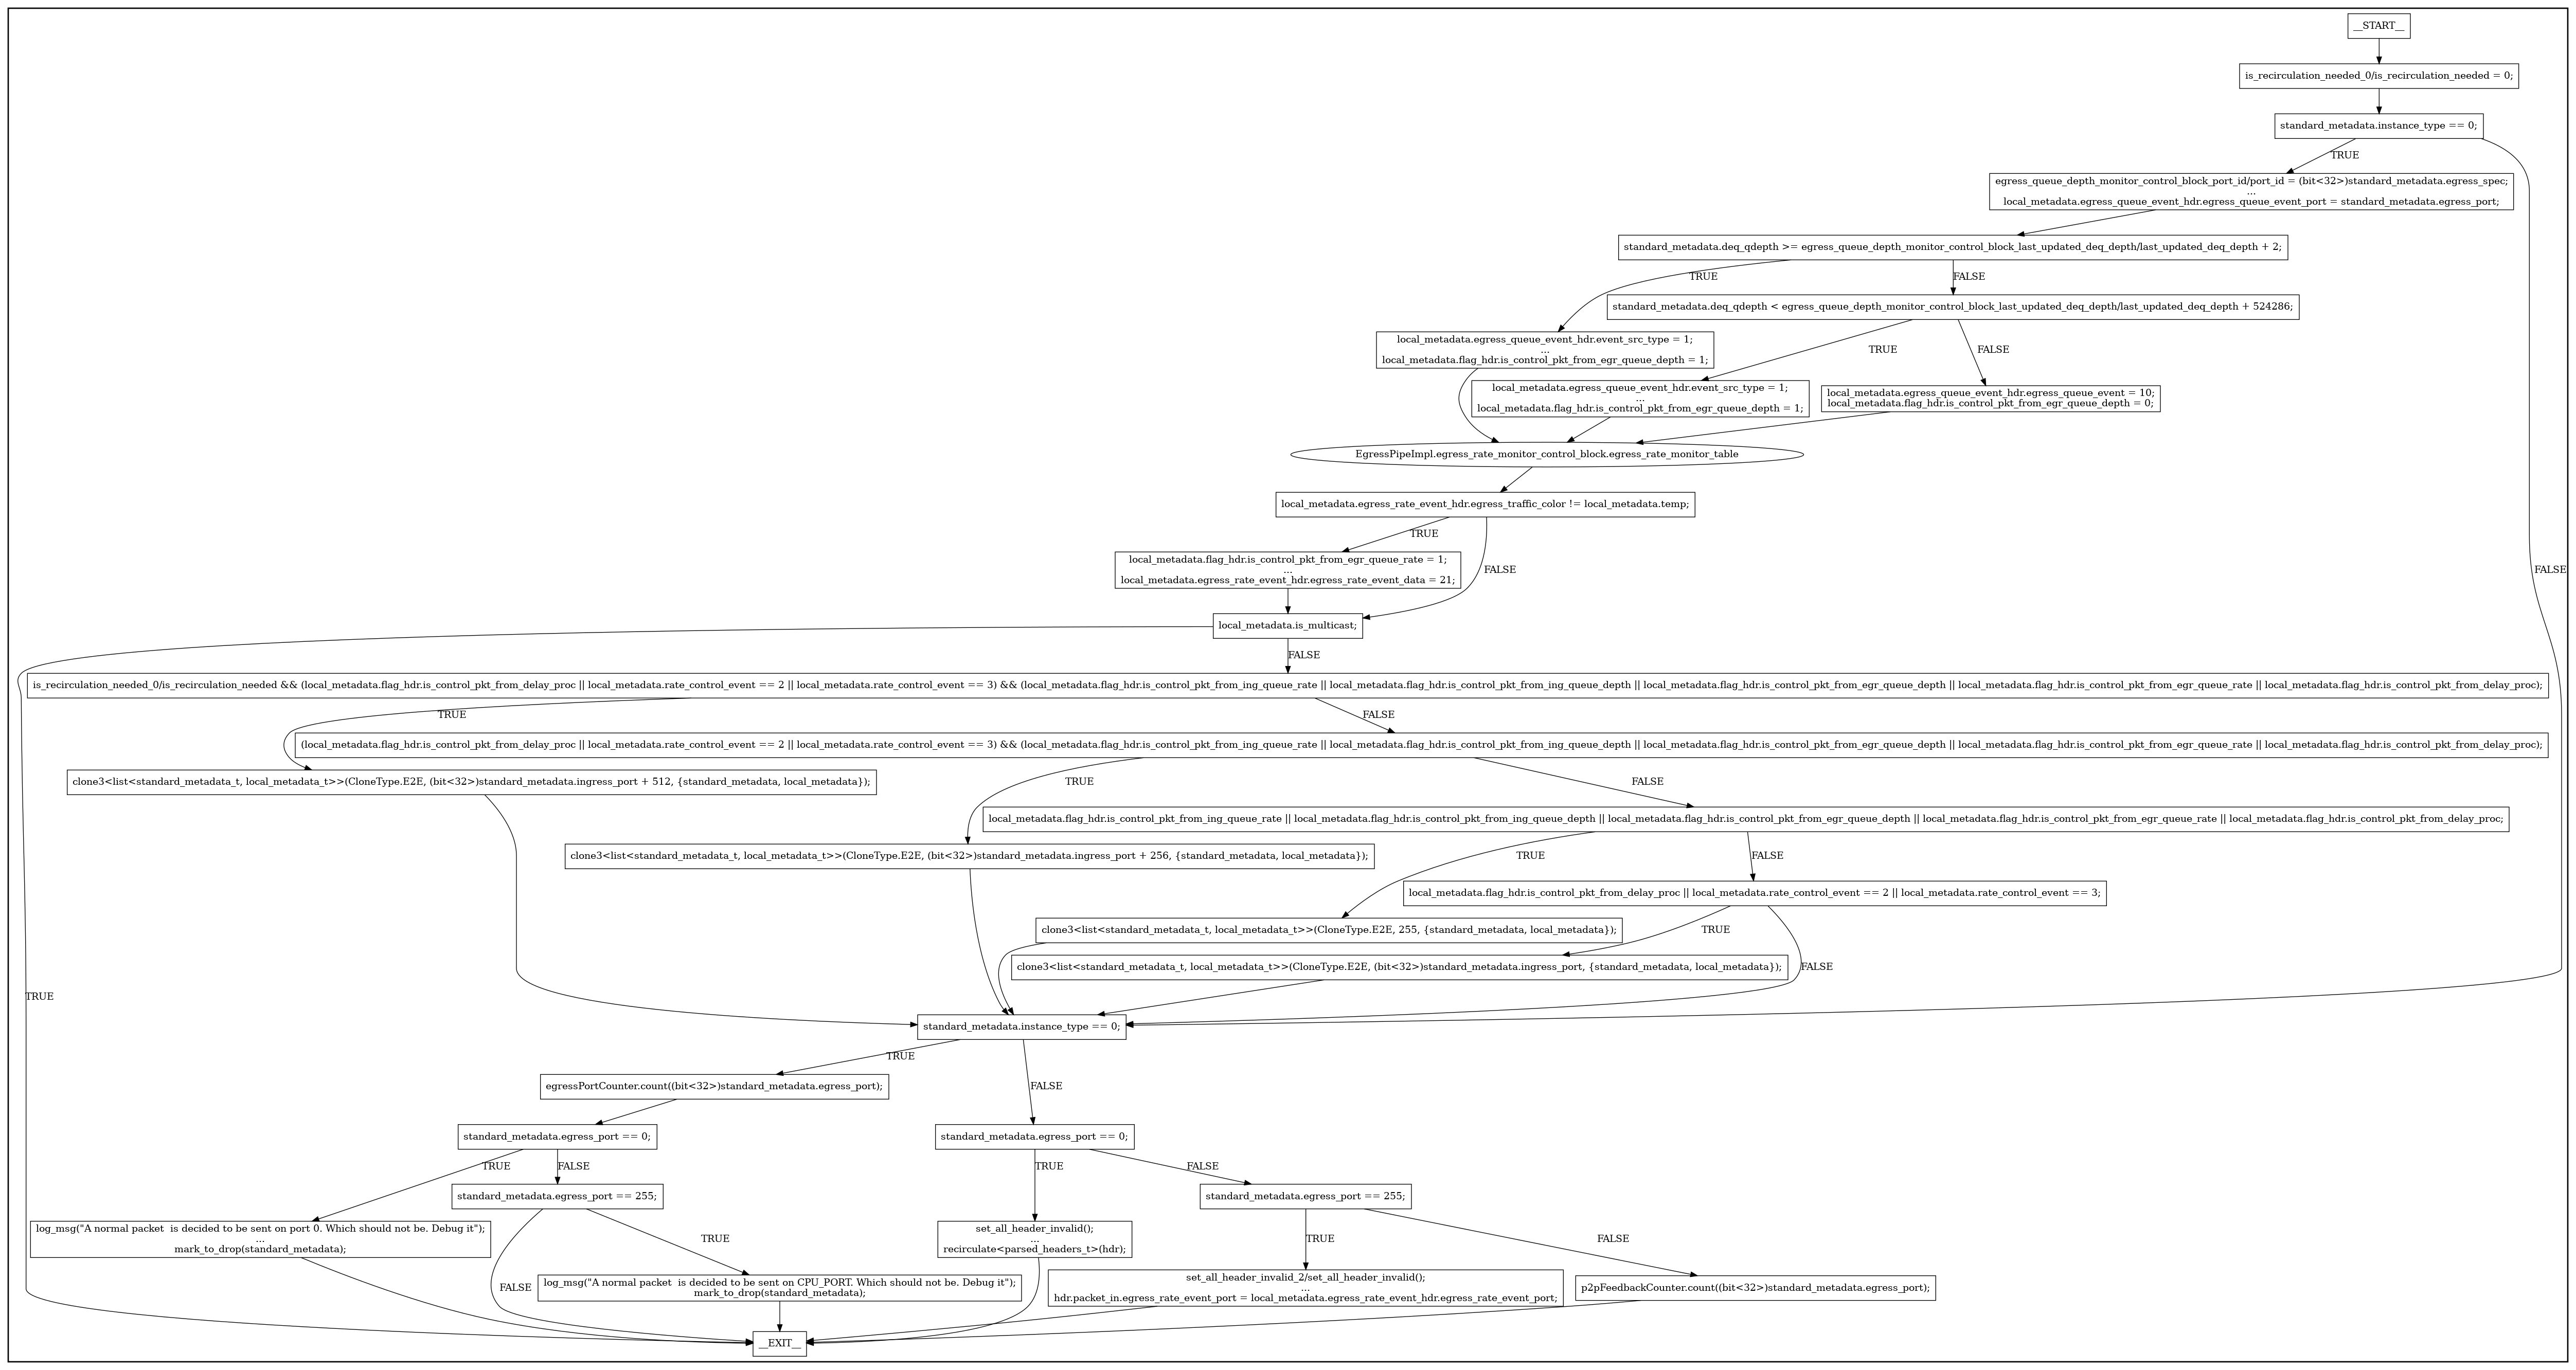 __START__
is_recirculation_needed_0/is_recirculation_needed = 0;
standard_metadata.instance_type == 0;
TRUE
egress_queue_depth_monitor_control_block_port_id/port_id = (bit<32>)standard_metadata.egress_spec;
...
local_metadata.egress_queue_event_hdr.egress_queue_event_port = standard_metadata.egress_port;
standard_metadata.deq_qdepth >= egress_queue_depth_monitor_control_block_last_updated_deq_depth/last_updated_deq_depth + 2;
TRUE
FALSE
standard_metadata.deq_qdepth < egress_queue_depth_monitor_control_block_last_updated_deq_depth/last_updated_deq_depth + 524286;
local_metadata.egress_queue_event_hdr.event_src_type = 1;
...
local_metadata.flag_hdr.is_control_pkt_from_egr_queue_depth = 1;
TRUE
FALSE
local_metadata.egress_queue_event_hdr.event_src_type = 1;
...
local_metadata.flag_hdr.is_control_pkt_from_egr_queue_depth = 1;
local_metadata.egress_queue_event_hdr.egress_queue_event = 10;
local_metadata.flag_hdr.is_control_pkt_from_egr_queue_depth = 0;
EgressPipeImpl.egress_rate_monitor_control_block.egress_rate_monitor_table
local_metadata.egress_rate_event_hdr.egress_traffic_color != local_metadata.temp;
TRUE
local_metadata.flag_hdr.is_control_pkt_from_egr_queue_rate = 1;
...
local_metadata.egress_rate_event_hdr.egress_rate_event_data = 21;
FALSE
FALSE
local_metadata.is_multicast;
FALSE
is_recirculation_needed_0/is_recirculation_needed && (local_metadata.flag_hdr.is_control_pkt_from_delay_proc || local_metadata.rate_control_event == 2 || local_metadata.rate_control_event == 3) && (local_metadata.flag_hdr.is_control_pkt_from_ing_queue_rate || local_metadata.flag_hdr.is_control_pkt_from_ing_queue_depth || local_metadata.flag_hdr.is_control_pkt_from_egr_queue_depth || local_metadata.flag_hdr.is_control_pkt_from_egr_queue_rate || local_metadata.flag_hdr.is_control_pkt_from_delay_proc);
TRUE
FALSE
(local_metadata.flag_hdr.is_control_pkt_from_delay_proc || local_metadata.rate_control_event == 2 || local_metadata.rate_control_event == 3) && (local_metadata.flag_hdr.is_control_pkt_from_ing_queue_rate || local_metadata.flag_hdr.is_control_pkt_from_ing_queue_depth || local_metadata.flag_hdr.is_control_pkt_from_egr_queue_depth || local_metadata.flag_hdr.is_control_pkt_from_egr_queue_rate || local_metadata.flag_hdr.is_control_pkt_from_delay_proc);
clone3<list<standard_metadata_t, local_metadata_t>>(CloneType.E2E, (bit<32>)standard_metadata.ingress_port + 512, {standard_metadata, local_metadata});
TRUE
FALSE
local_metadata.flag_hdr.is_control_pkt_from_ing_queue_rate || local_metadata.flag_hdr.is_control_pkt_from_ing_queue_depth || local_metadata.flag_hdr.is_control_pkt_from_egr_queue_depth || local_metadata.flag_hdr.is_control_pkt_from_egr_queue_rate || local_metadata.flag_hdr.is_control_pkt_from_delay_proc;
clone3<list<standard_metadata_t, local_metadata_t>>(CloneType.E2E, (bit<32>)standard_metadata.ingress_port + 256, {standard_metadata, local_metadata});
TRUE
FALSE
local_metadata.flag_hdr.is_control_pkt_from_delay_proc || local_metadata.rate_control_event == 2 || local_metadata.rate_control_event == 3;
clone3<list<standard_metadata_t, local_metadata_t>>(CloneType.E2E, 255, {standard_metadata, local_metadata});
TRUE
clone3<list<standard_metadata_t, local_metadata_t>>(CloneType.E2E, (bit<32>)standard_metadata.ingress_port, {standard_metadata, local_metadata});
FALSE
TRUE
standard_metadata.instance_type == 0;
TRUE
FALSE
egressPortCounter.count((bit<32>)standard_metadata.egress_port);
standard_metadata.egress_port == 0;
standard_metadata.egress_port == 0;
TRUE
FALSE
TRUE
FALSE
standard_metadata.egress_port == 255;
standard_metadata.egress_port == 255;
log_msg("A normal packet  is decided to be sent on port 0. Which should not be. Debug it");
...
mark_to_drop(standard_metadata);
TRUE
set_all_header_invalid();
...
recirculate<parsed_headers_t>(hdr);
TRUE
FALSE
FALSE
log_msg("A normal packet  is decided to be sent on CPU_PORT. Which should not be. Debug it");
mark_to_drop(standard_metadata);
set_all_header_invalid_2/set_all_header_invalid();
...
hdr.packet_in.egress_rate_event_port = local_metadata.egress_rate_event_hdr.egress_rate_event_port;
p2pFeedbackCounter.count((bit<32>)standard_metadata.egress_port);
__EXIT__